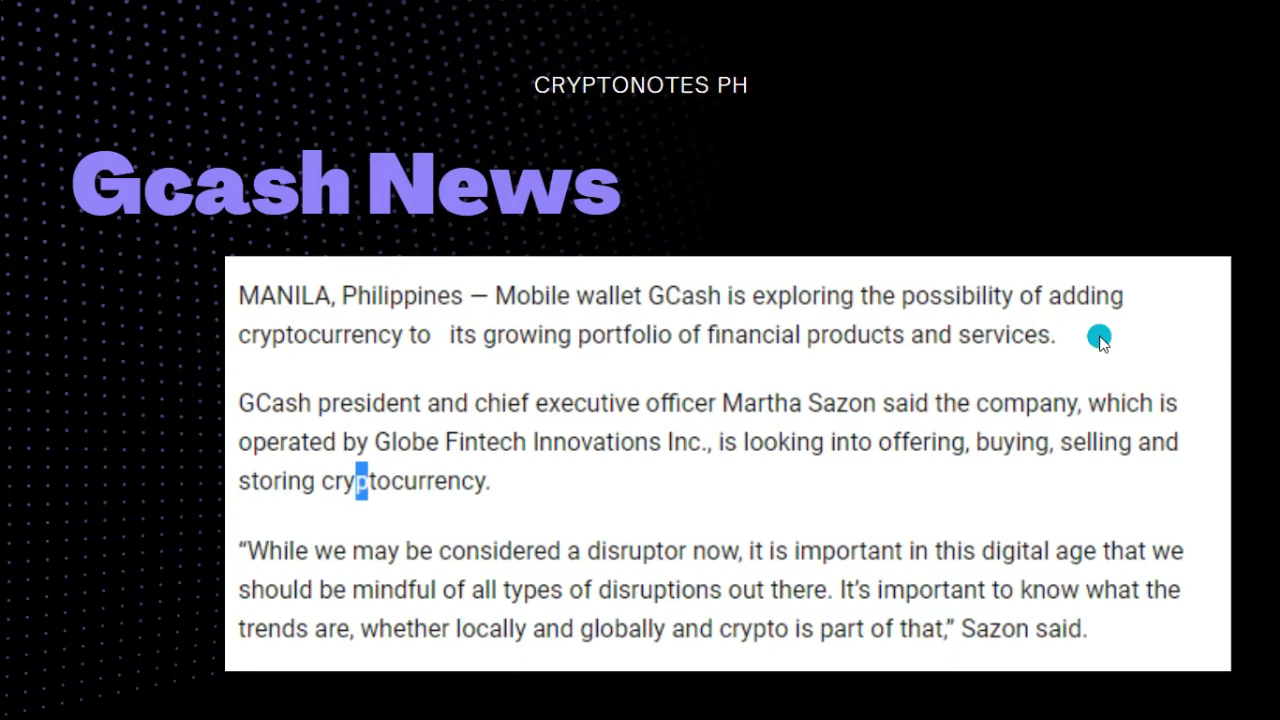 CRYPTONOTES PH
Gcash News
MANILA, Philippines — Mobile wallet GCash is exploring the possibility of adding
cryptocurrency to its growing portfolio of financial products and services.
GCash president and chief executive officer Martha Sazon said the company, which is
operated by Globe Fintech Innovations Inc., is looking into offering, buying, selling and
storing cryptocurrency.
“While we may be considered a disruptor now, it is important in this digital age that we
should be mindful of all types of disruptions out there. It’s important to know what the
trends are, whether locally and globally and crypto is part of that,” Sazon said.